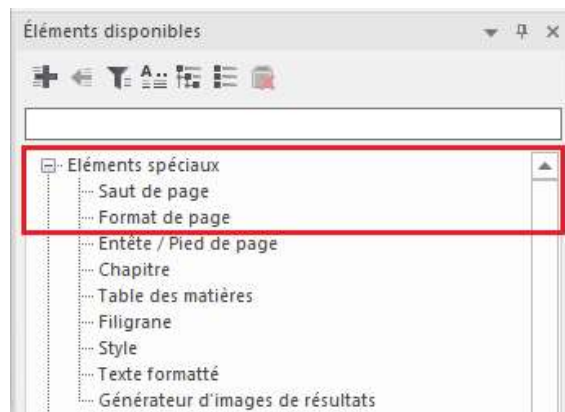 Éléments disponibles
Eléments spéciaux
Saut de page
Format de page
Entête / Pied de page
Chapitre
Table des matières
Filigrane
Style
Texte formatté
Générateur d'images de résultats